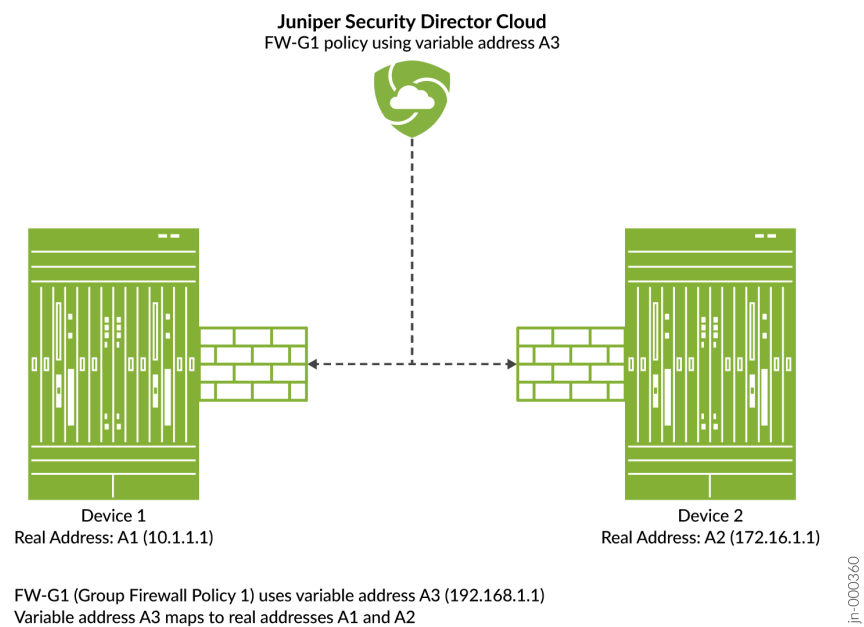 Juniper Security Director Cloud
FW-G1 policy using variable address A3
Device 1
Real Address: A1 (10.1.1.1)
Device 2
Real Address: A2 (172.16.1.1)
FW-G1 (Group Firewall Policy 1) uses variable address A3 (192.168.1.1)
Variable address A3 maps to real addresses A1 and A2
jn-000360